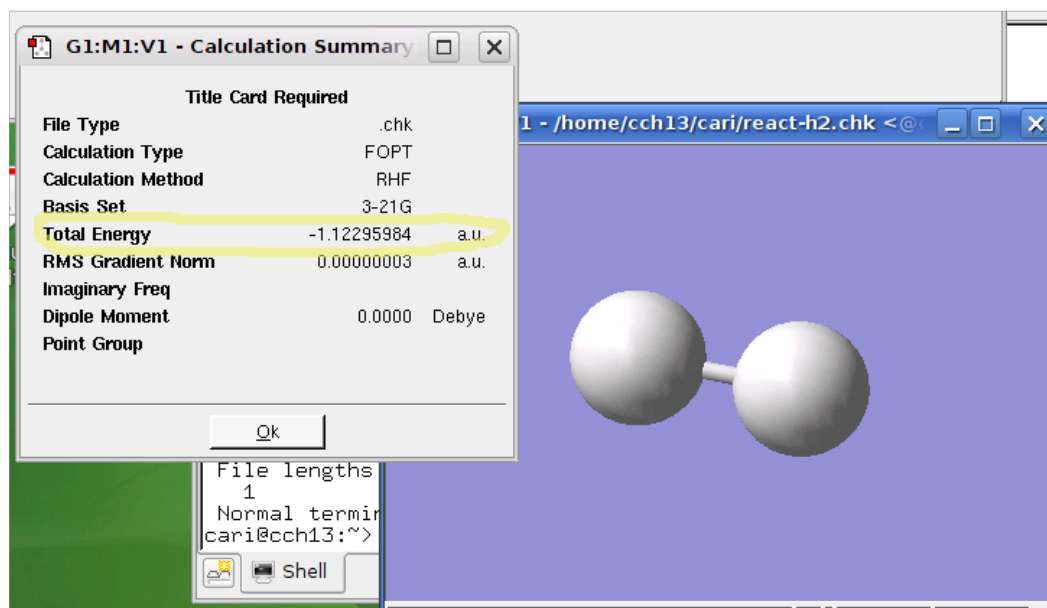 G1:M1:V1 - Calculation Summary
Title Card Required
File Type .chk
Calculation Type FOPT
Calculation Method RHF
Basis Set 3-21G
Total Energy -1.12295984 a.u.
RMS Gradient Norm 0.00000003 a.u.
Imaginary Freq
Dipole Moment 0.0000 Debye
Point Group
Ok
1 - /home/cch13/cari/react-h2.chk <@
File lengths
1
Normal termin
cari@cch13:~>
Shell